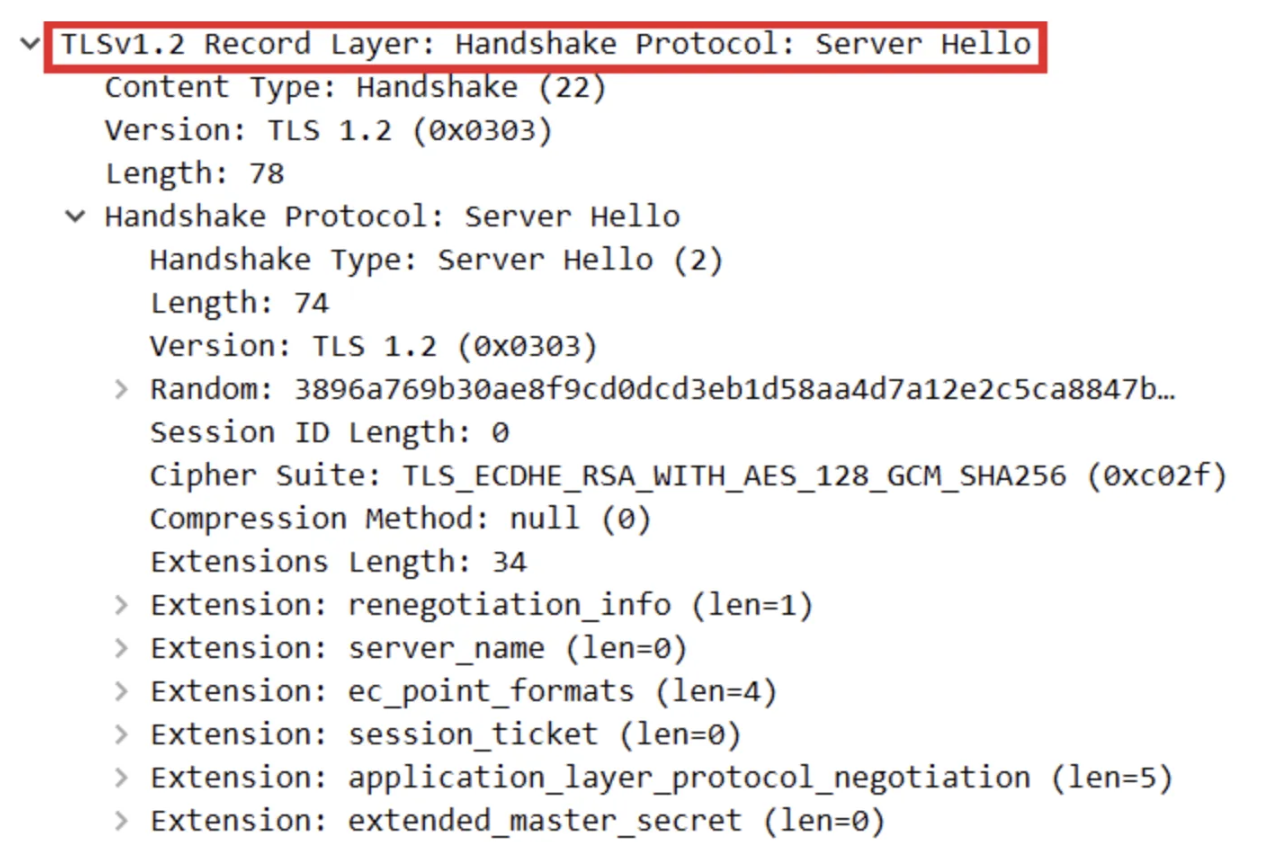 TLSv1.2 Record Layer: Handshake Protocol: Server Hello
Content Type: Handshake (22)
Version: TLS 1.2 (0x0303)
Length: 78
Handshake Protocol: Server Hello
Handshake Type: Server Hello (2)
Length: 74
Version: TLS 1.2 (0x0303)
Random: 3896a769b30ae8f9cd0dcd3eb1d58aa4d7a12e2c5ca8847b…
Session ID Length: 0
Cipher Suite: TLS_ECDHE_RSA_WITH_AES_128_GCM_SHA256 (0xc02f)
Compression Method: null (0)
Extensions Length: 34
Extension: renegotiation_info (len=1)
Extension: server_name (len=0)
Extension: ec_point_formats (len=4)
Extension: session_ticket (len=0)
Extension: application_layer_protocol_negotiation (len=5)
Extension: extended_master_secret (len=0)